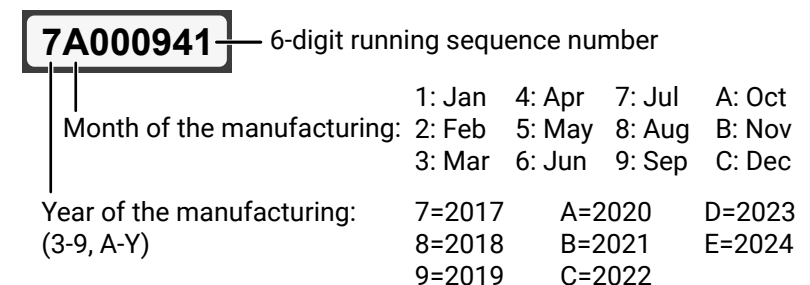 7A000941 6-digit running sequence number
1: Jan 4: Apr 7: Jul A: Oct
Month of the manufacturing: 2: Feb 5: May 8: Aug B: Nov
3: Mar 6: Jun 9: Sep C: Dec
Year of the manufacturing: 7=2017 A=2020 D=2023
(3-9, A-Y) 8=2018 B=2021 E=2024
9=2019 C=2022